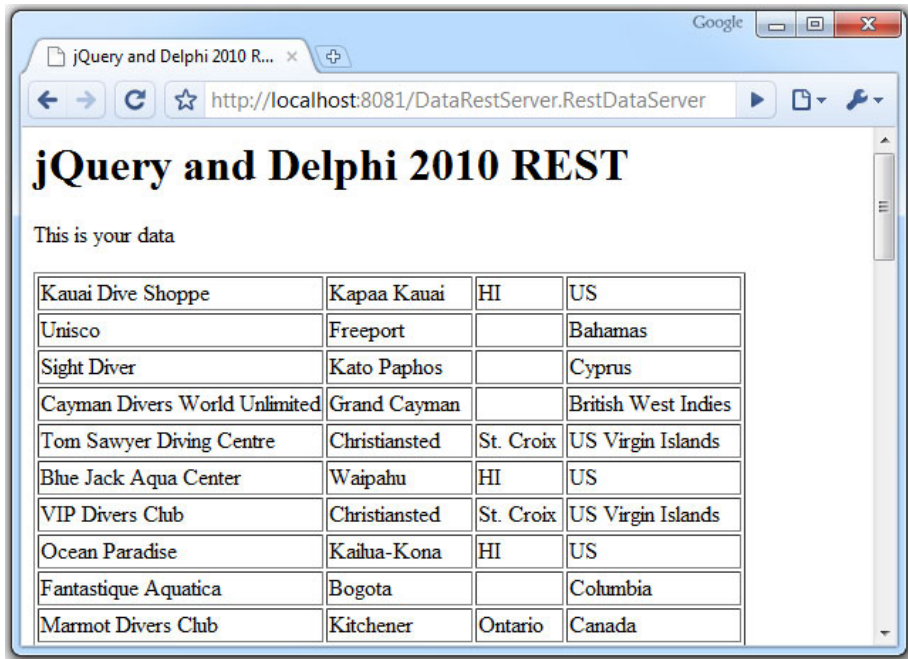 Google
jQuery and Delphi 2010 R...
http://localhost:8081/DataRestServer.RestDataServer
jQuery and Delphi 2010 REST
This is your data
Kauai Dive Shoppe Kapaa Kauai HI US
Unisco Freeport Bahamas
Sight Diver Kato Paphos Cyprus
Cayman Divers World Unlimited Grand Cayman British West Indies
Tom Sawyer Diving Centre Christiansted St. Croix US Virgin Islands
Blue Jack Aqua Center Waipahu HI US
VIP Divers Club Christiansted St. Croix US Virgin Islands
Ocean Paradise Kailua-Kona HI US
Fantastique Aquatica Bogota Columbia
Marmot Divers Club Kitchener Ontario Canada